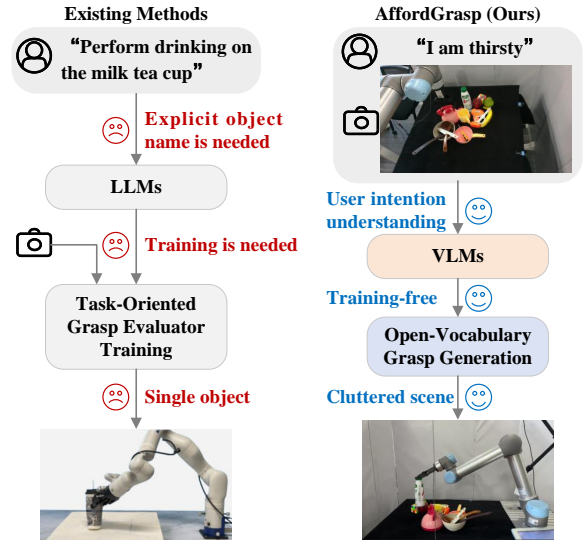 Existing Methods
“Perform drinking on
the milk tea cup”
Explicit object
name is needed
LLMs
Training is needed
Task-Oriented
Grasp Evaluator
Training
Single object
AffordGrasp (Ours)
“I am thirsty”
User intention
understanding
VLMs
Training-free
Open-Vocabulary
Grasp Generation
Cluttered scene